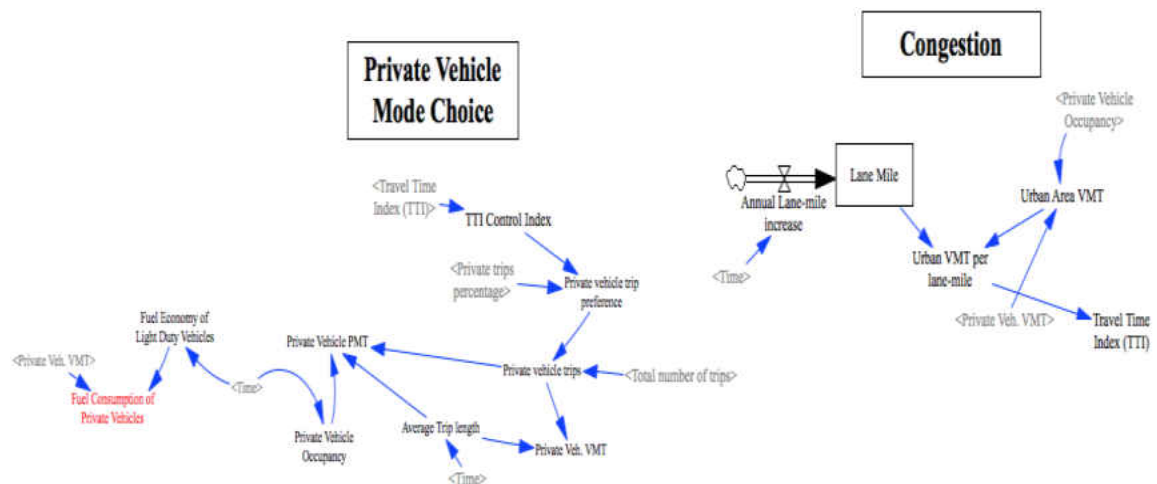 Private Vehicle
Mode Choice
Congestion
<Private Vehicle
Occupancy>
Lane Mile
<Travel Time
Index (TTI)>
TTI Control Index
Annual Lane-mile
increase
Urban Area VMT
<Time>
Urban VMT per
lane-mile
<Private trips
percentage>
Private vehicle trip
preference
<Private Veh. VMT>
Travel Time
Index (TTI)
Fuel Economy of
Light Duty Vehicles
Private Vehicle PMT
<Private Veh. VMT>
<Time>
Private vehicle trips
<Total number of trips>
Fuel Consumption of
Private Vehicles
Private Vehicle
Occupancy
Average Trip length
Private Veh. VMT
<Time>